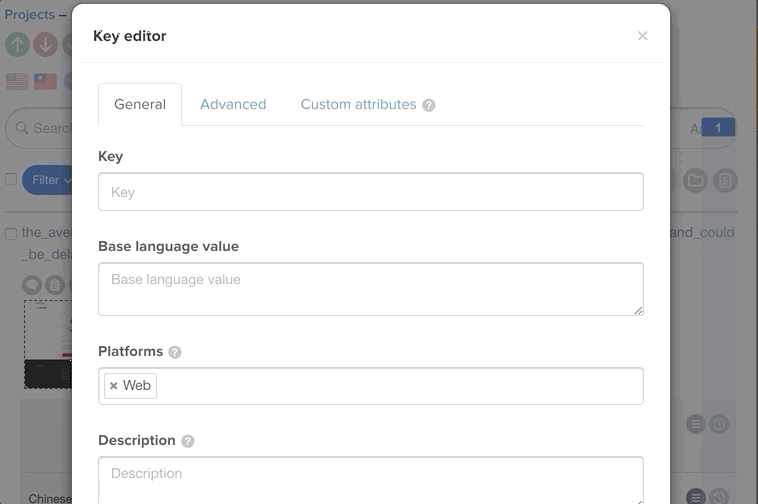 Projects –
Key editor
×
General
Advanced
Custom attributes ?
Search
1
Key
Key
Filter
Base language value
the_ave
and_could
_be_del
Base language value
Platforms ?
× Web
Description ?
Description
Chinese